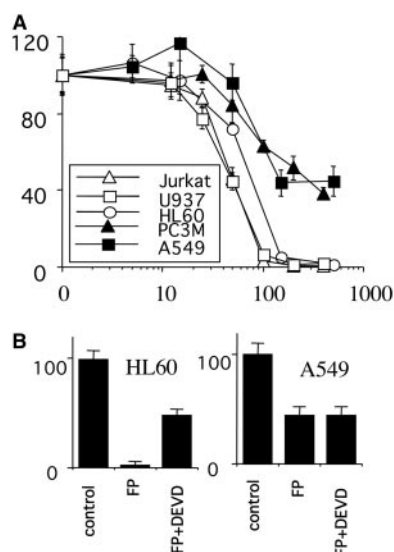 A
120
80
40
0
Jurkat
U937
HL60
PC3M
A549
0 10 100 1000
B
100
0
HL60
control
FP
FP+DEVD
100
0
A549
control
FP
FP+DEVD